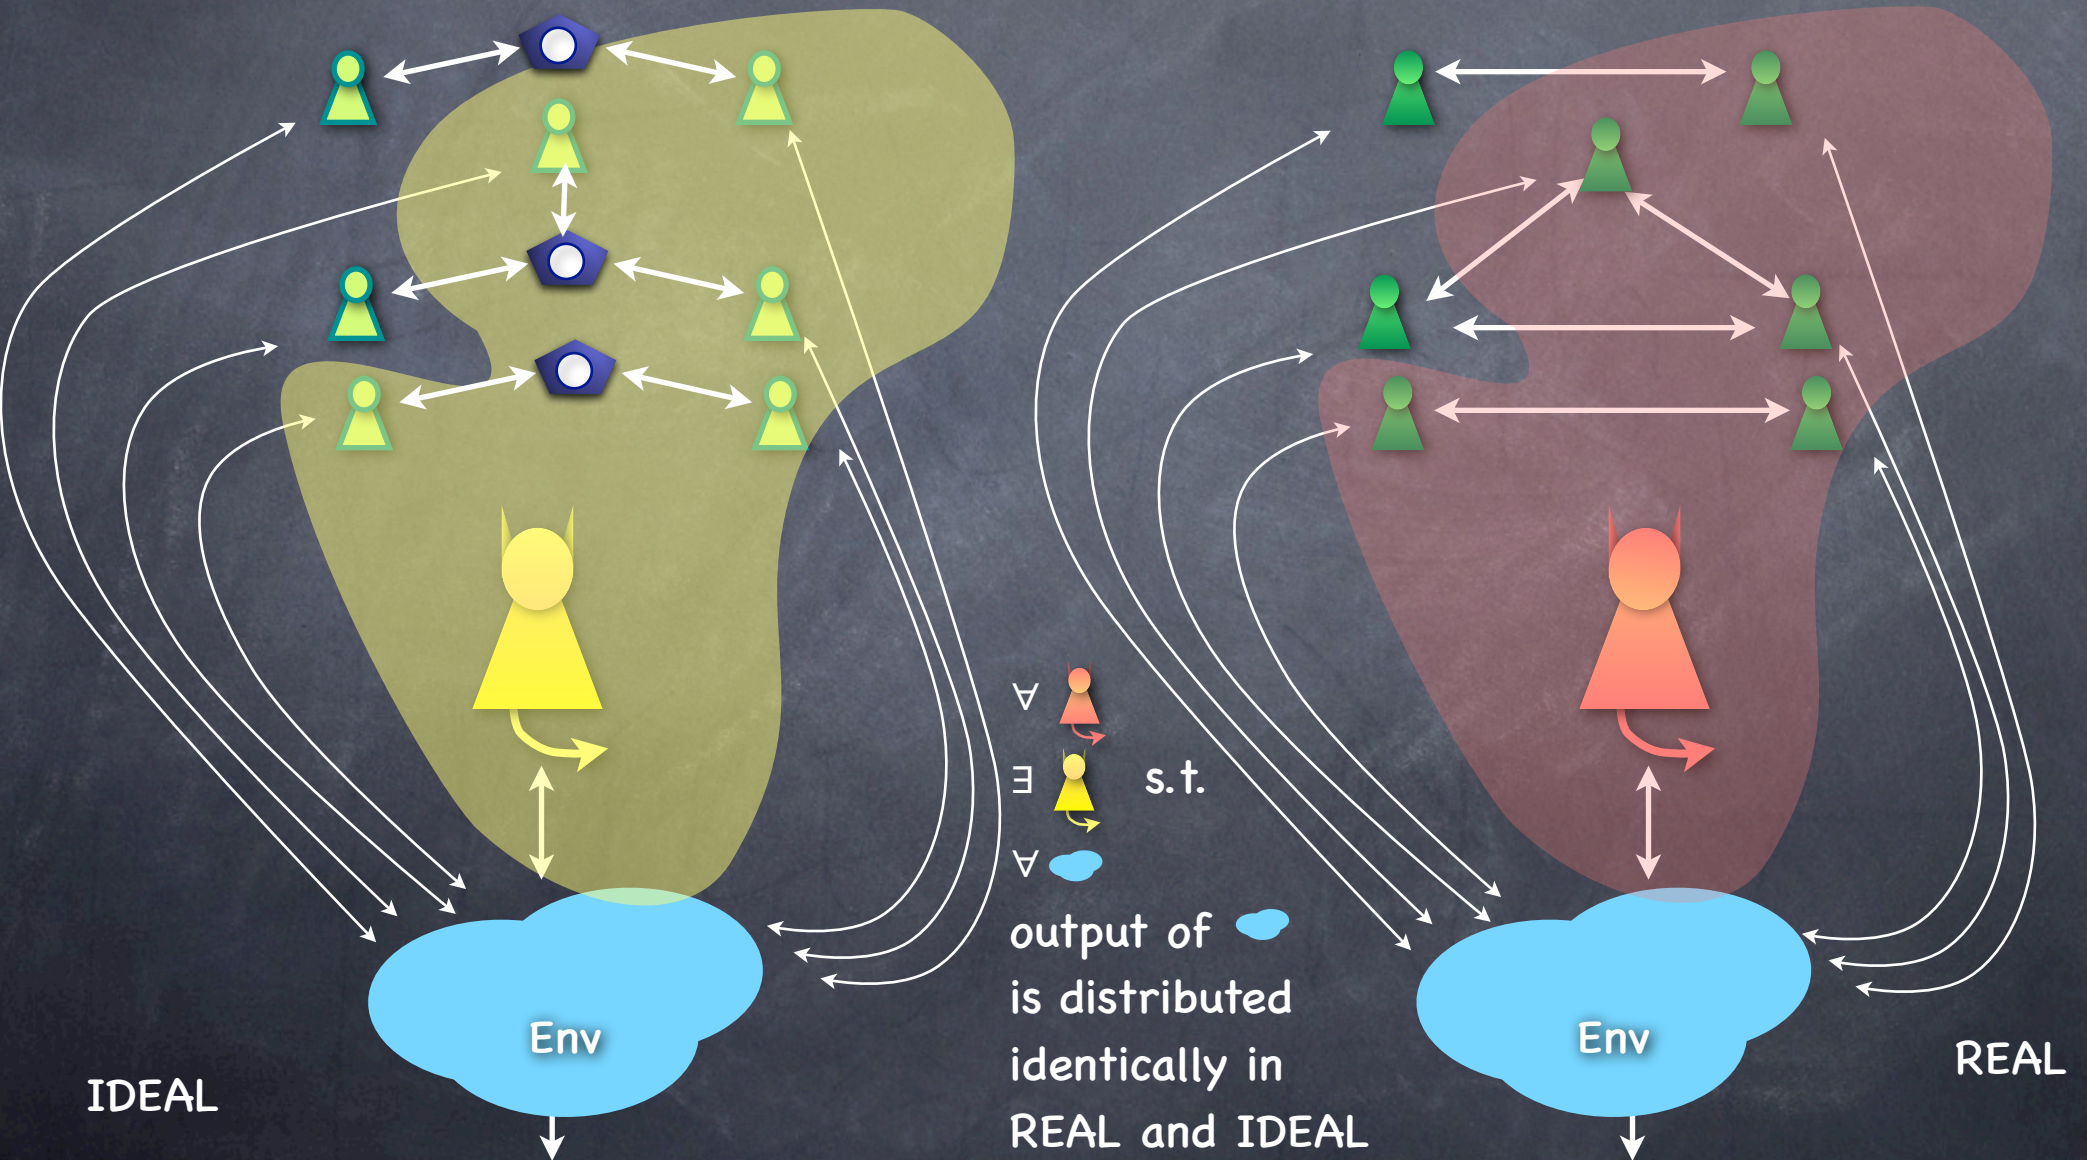 ∀
∃ s.t.
∀
output of
is distributed
identically in
REAL and IDEAL
Env
IDEAL
Env
REAL